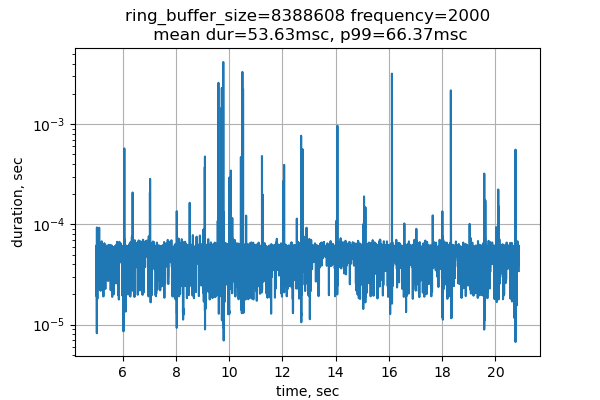 ring_buffer_size=8388608 frequency=2000
mean dur=53.63msc, p99=66.37msc
duration, sec
10⁻³
10⁻⁴
10⁻⁵
6 8 10 12 14 16 18 20
time, sec